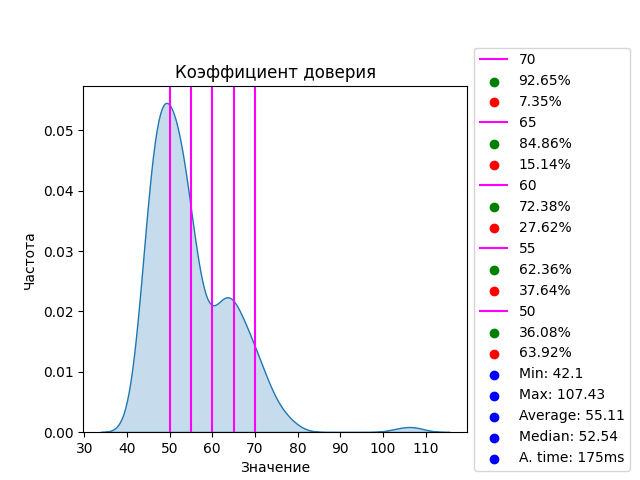 Коэффициент доверия
Частота
0.05
0.04
0.03
0.02
0.01
0.00
30 40 50 60 70 80 90 100 110
Значение
70
92.65%
7.35%
65
84.86%
15.14%
60
72.38%
27.62%
55
62.36%
37.64%
50
36.08%
63.92%
Min: 42.1
Max: 107.43
Average: 55.11
Median: 52.54
A. time: 175ms